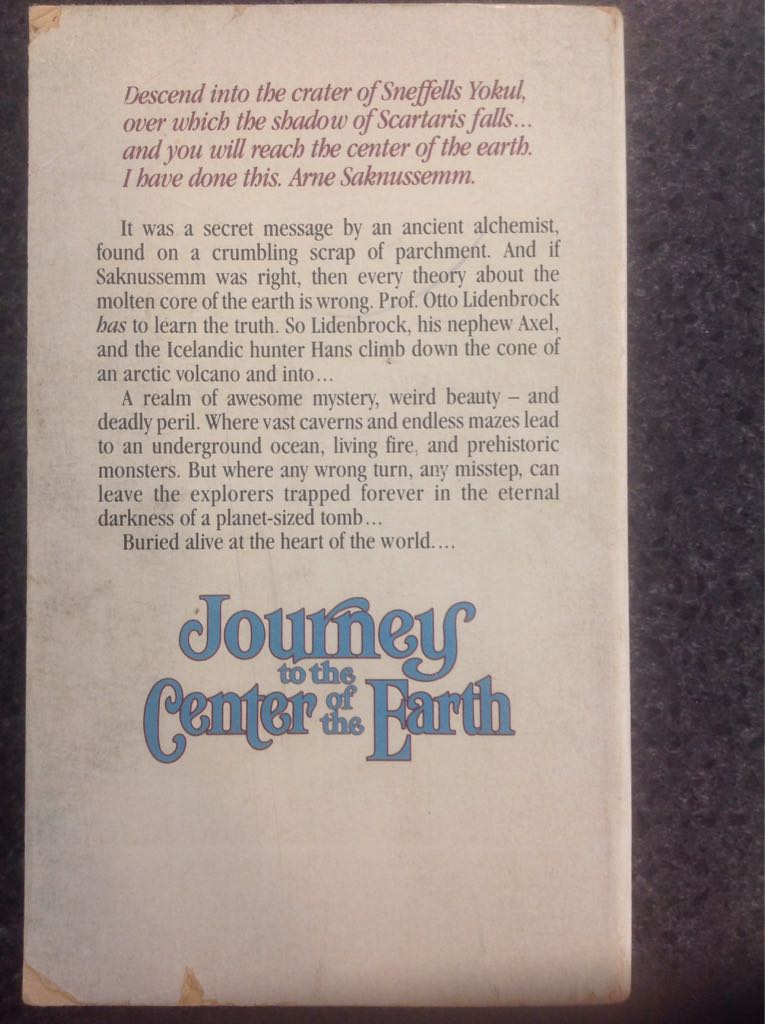 Descend into the crater of Sneffells Yokul,
over which the shadow of Scartaris falls...
and you will reach the center of the earth.
I have done this. Arne Saknussemm.
It was a secret message by an ancient alchemist,
found on a crumbling scrap of parchment. And if
Saknussemm was right, then every theory about the
molten core of the earth is wrong. Prof. Otto Lidenbrock
has to learn the truth. So Lidenbrock, his nephew Axel,
and the Icelandic hunter Hans climb down the cone of
an arctic volcano and into...
A realm of awesome mystery, weird beauty – and
deadly peril. Where vast caverns and endless mazes lead
to an underground ocean, living fire, and prehistoric
monsters. But where any wrong turn, any misstep, can
leave the explorers trapped forever in the eternal
darkness of a planet-sized tomb...
Buried alive at the heart of the world....
Journey
to the
Center of the Earth